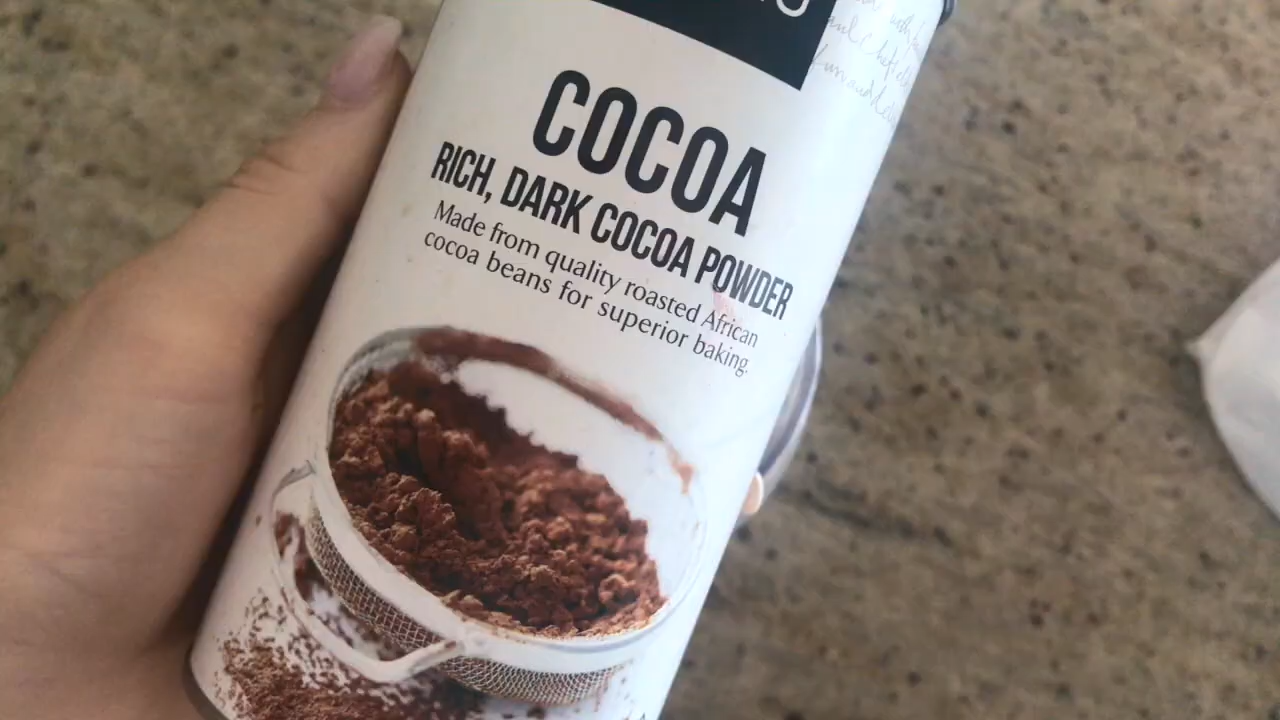 COCOA
RICH, DARK COCOA POWDER
Made from quality roasted African
cocoa beans for superior baking.